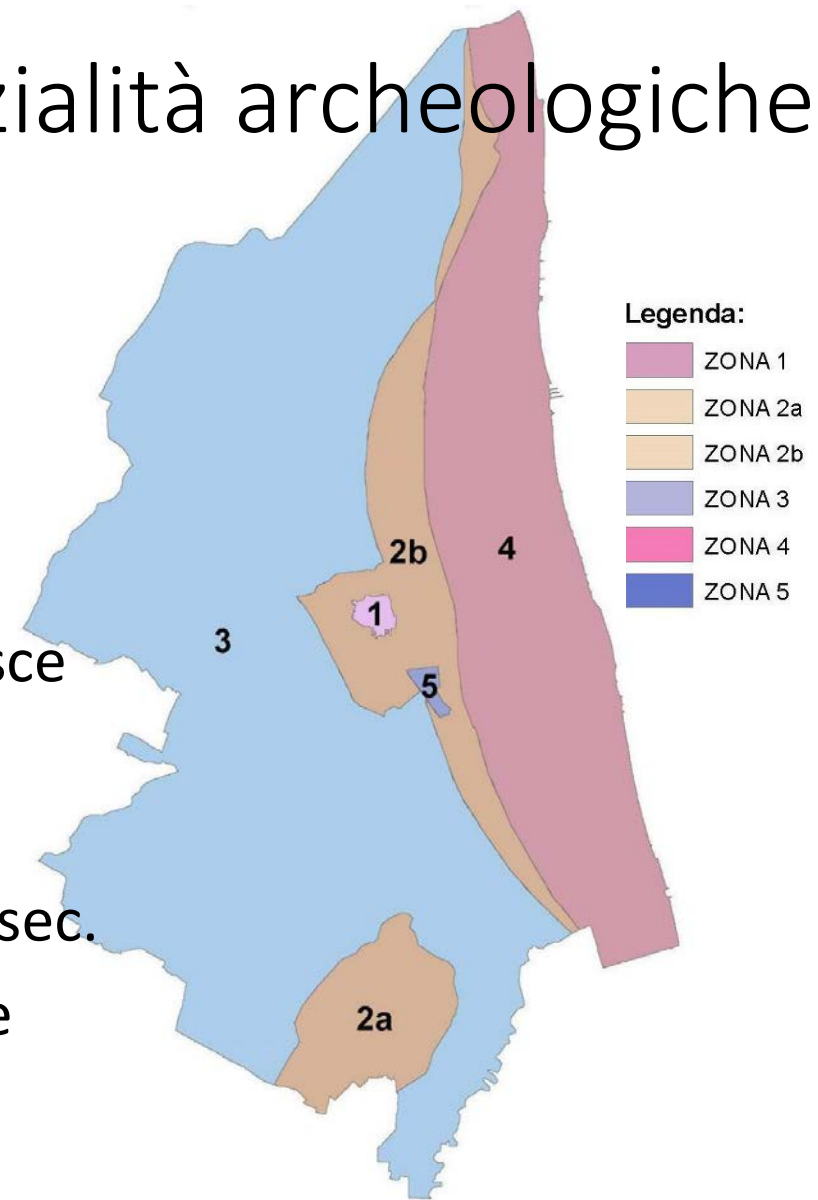 zialità archeologiche
Legenda:
ZONA 1
ZONA 2a
ZONA 2b
ZONA 3
ZONA 4
ZONA 5
2b
4
1
3
sce
5
sec.
e
2a